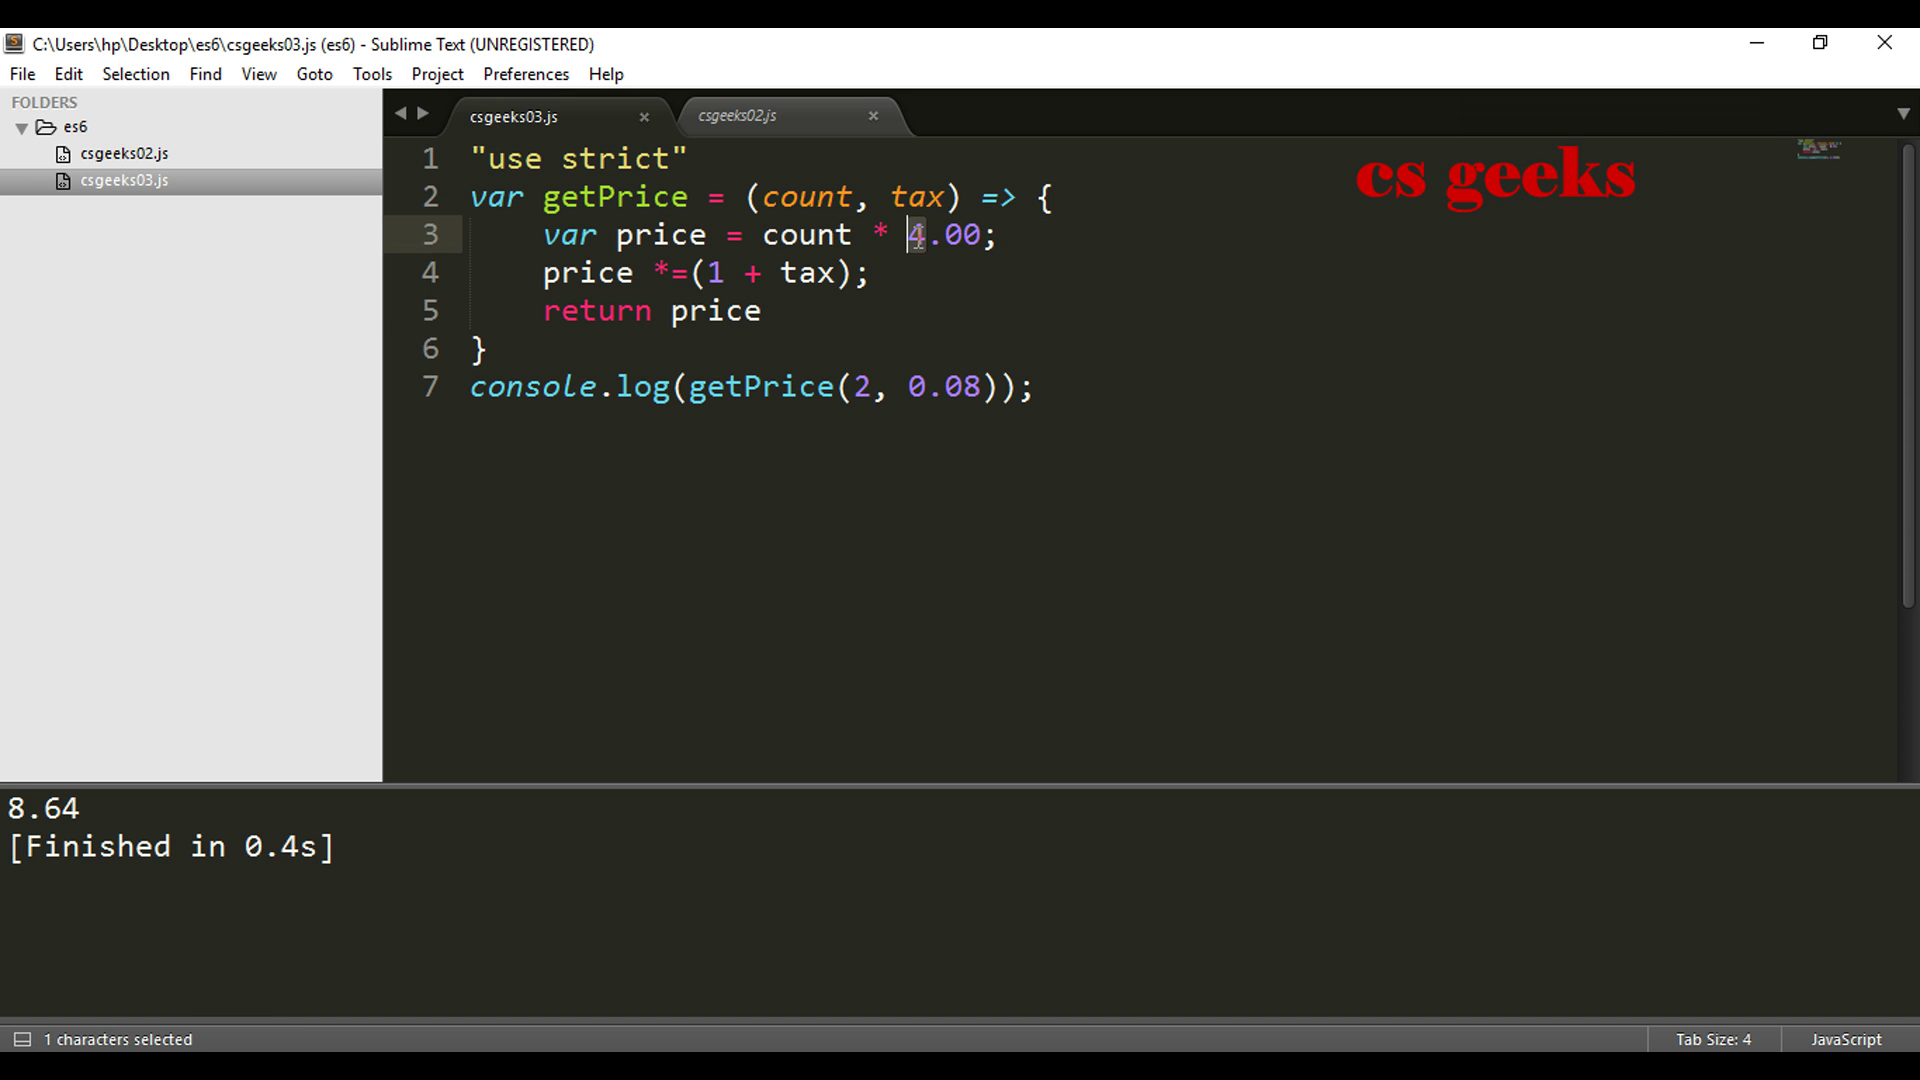 C:\Users\hp\Desktop\es6\csgeeks03.js (es6) - Sublime Text (UNREGISTERED)
File Edit Selection Find View Goto Tools Project Preferences Help
FOLDERS
es6
csgeeks02.js
csgeeks03.js
csgeeks03.js csgeeks02.js
cs geeks
1 "use strict"
2 var getPrice = (count, tax) => {
3 var price = count * 4.00;
4 price *=(1 + tax);
5 return price
6 }
7 console.log(getPrice(2, 0.08));
8.64
[Finished in 0.4s]
1 characters selected
Tab Size: 4
JavaScript